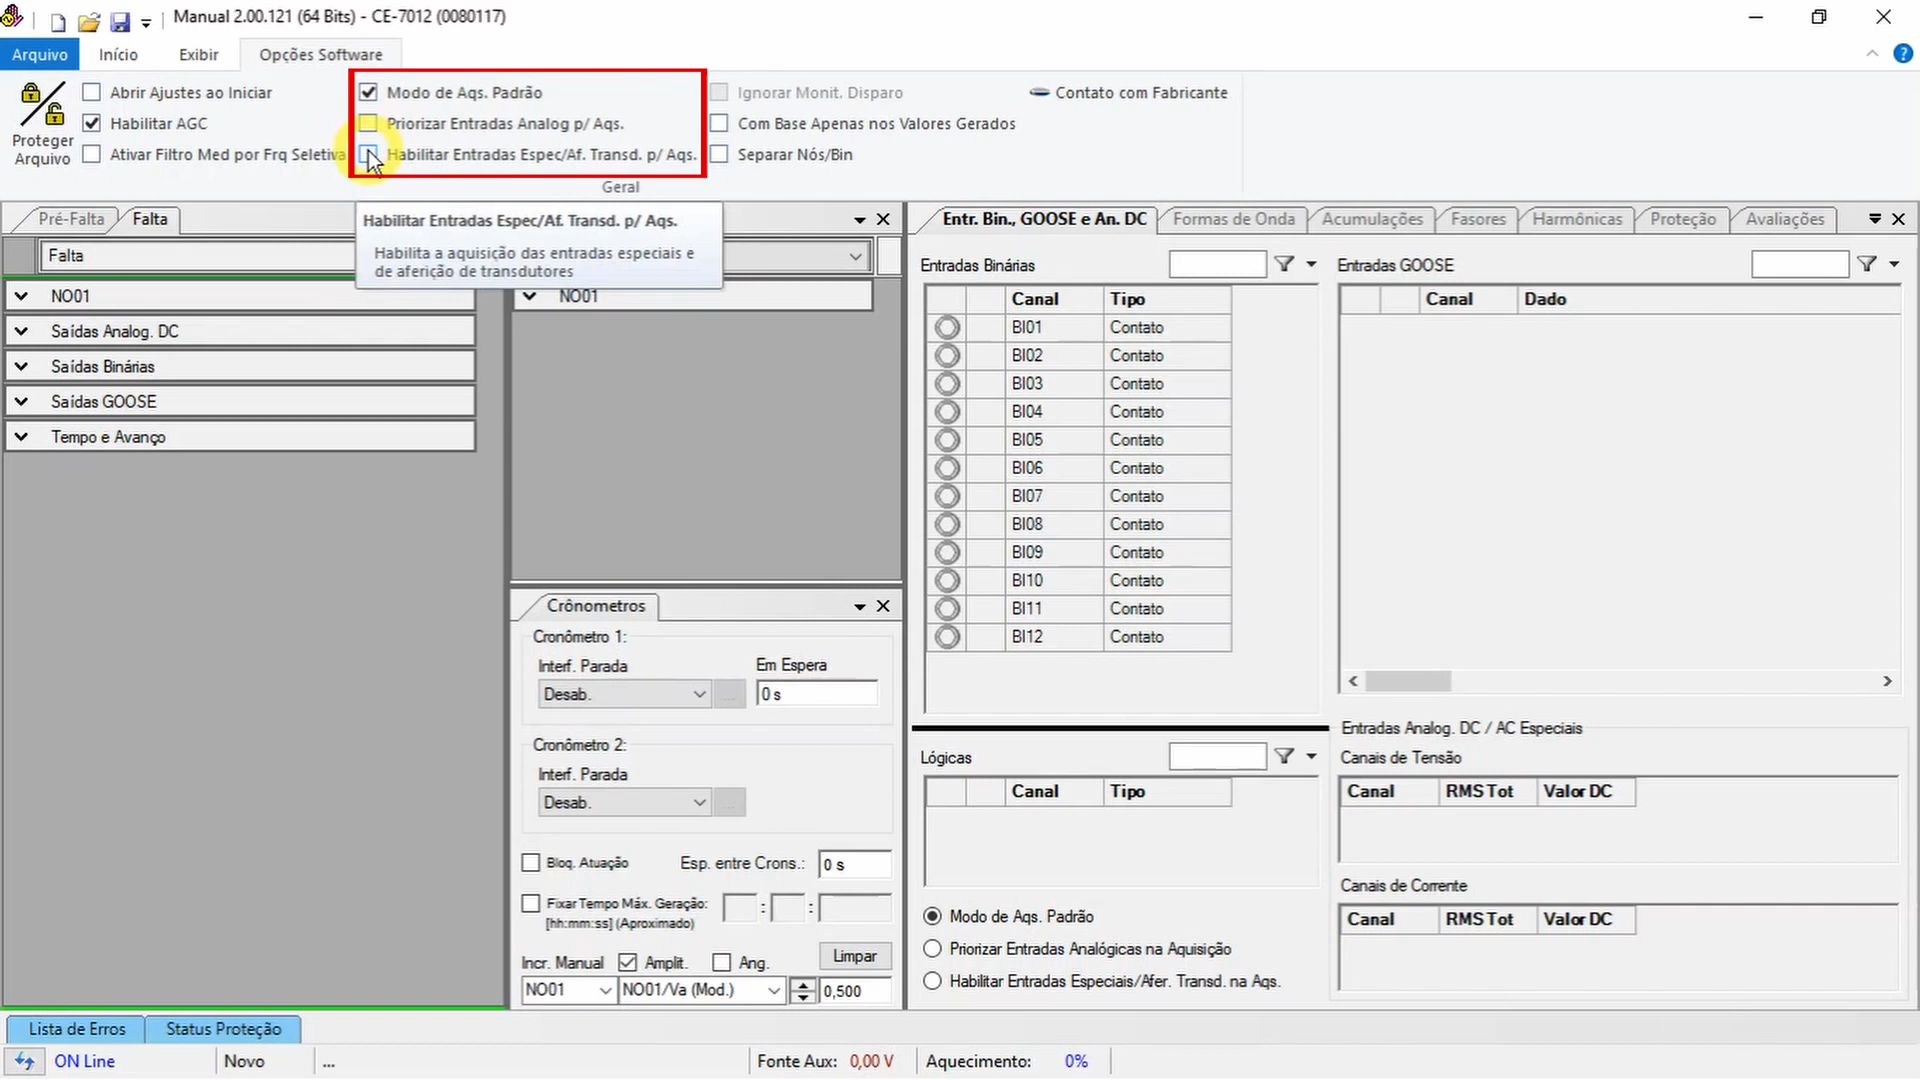 Manual 2.00.121 (64 Bits) - CE-7012 (0080117)
Arquivo Início Exibir Opções Software
Proteger Arquivo
Abrir Ajustes ao Iniciar
Habilitar AGC
Ativar Filtro Med por Frq Seletiva
Modo de Aqs. Padrão
Priorizar Entradas Analog p/ Aqs.
Habilitar Entradas Espec/Af. Transd. p/ Aqs.
Ignorar Monit. Disparo
Com Base Apenas nos Valores Gerados
Separar Nós/Bin
Contato com Fabricante
Geral
Habilitar Entradas Espec/Af. Transd. p/ Aqs.
Habilita a aquisição das entradas especiais e
de aferição de transdutores
Pré-Falta Falta
Falta
NO01
Saídas Analog. DC
Saídas Binárias
Saídas GOOSE
Tempo e Avanço
NO01
Crônometros
Cronômetro 1:
Interf. Parada Em Espera
Desab. ... 0 s
Cronômetro 2:
Interf. Parada
Desab. ...
Bloq. Atuação Esp. entre Crons.: 0 s
Fixar Tempo Máx. Geração: : :
[hh:mm:ss] (Aproximado)
Limpar
Incr. Manual Amplit. Ang.
NO01 NO01/Va (Mod.) 0,500
Entr. Bin., GOOSE e An. DC Formas de Onda Acumulações Fasores Harmônicas Proteção Avaliações
Entradas Binárias
Canal Tipo
BI01 Contato
BI02 Contato
BI03 Contato
BI04 Contato
BI05 Contato
BI06 Contato
BI07 Contato
BI08 Contato
BI09 Contato
BI10 Contato
BI11 Contato
BI12 Contato
Entradas GOOSE
Canal Dado
Lógicas
Canal Tipo
Modo de Aqs. Padrão
Priorizar Entradas Analógicas na Aquisição
Habilitar Entradas Especiais/Afer. Transd. na Aqs.
Entradas Analog. DC / AC Especiais
Canais de Tensão
Canal RMS Tot Valor DC
Canais de Corrente
Canal RMS Tot Valor DC
Lista de Erros Status Proteção
ON Line Novo ... Fonte Aux: 0,00 V Aquecimento: 0%